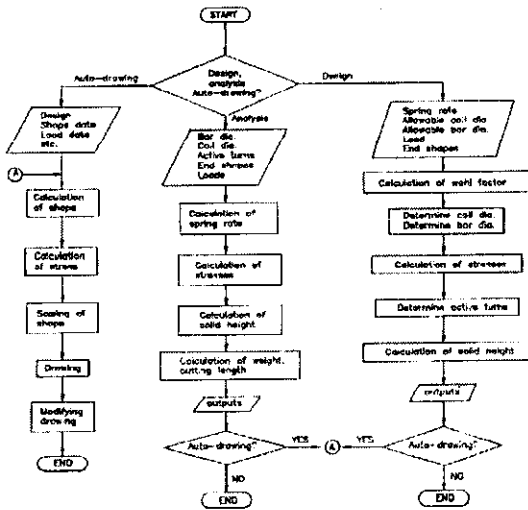 START
Auto-drawing
Design,
analysis
Auto-drawing?
Design
Analysis
Design
Shape date
Load date
etc.
A
Calculation
of shape
Calculation
of stress
Scaling of
shape
Drawing
Modifying
drawing
END
Bar dia.
Coil dia.
Active turns
End shapes
Loads
Calculation of
spring rate
Calculation of
stresses
Calculation of
solid height
Calculation of weight,
cutting length
outputs
Auto-drawing?
YES
A
YES
NO
END
Spring rate
Allowable coil dia
Allowable bar dia.
Load
End shapes
Calculation of wahl factor
Determine coil dia.
Determine bar dia.
Calculation of stresses
Determine active turns
Calculation of solid height
outputs
Auto-drawing?
NO
END